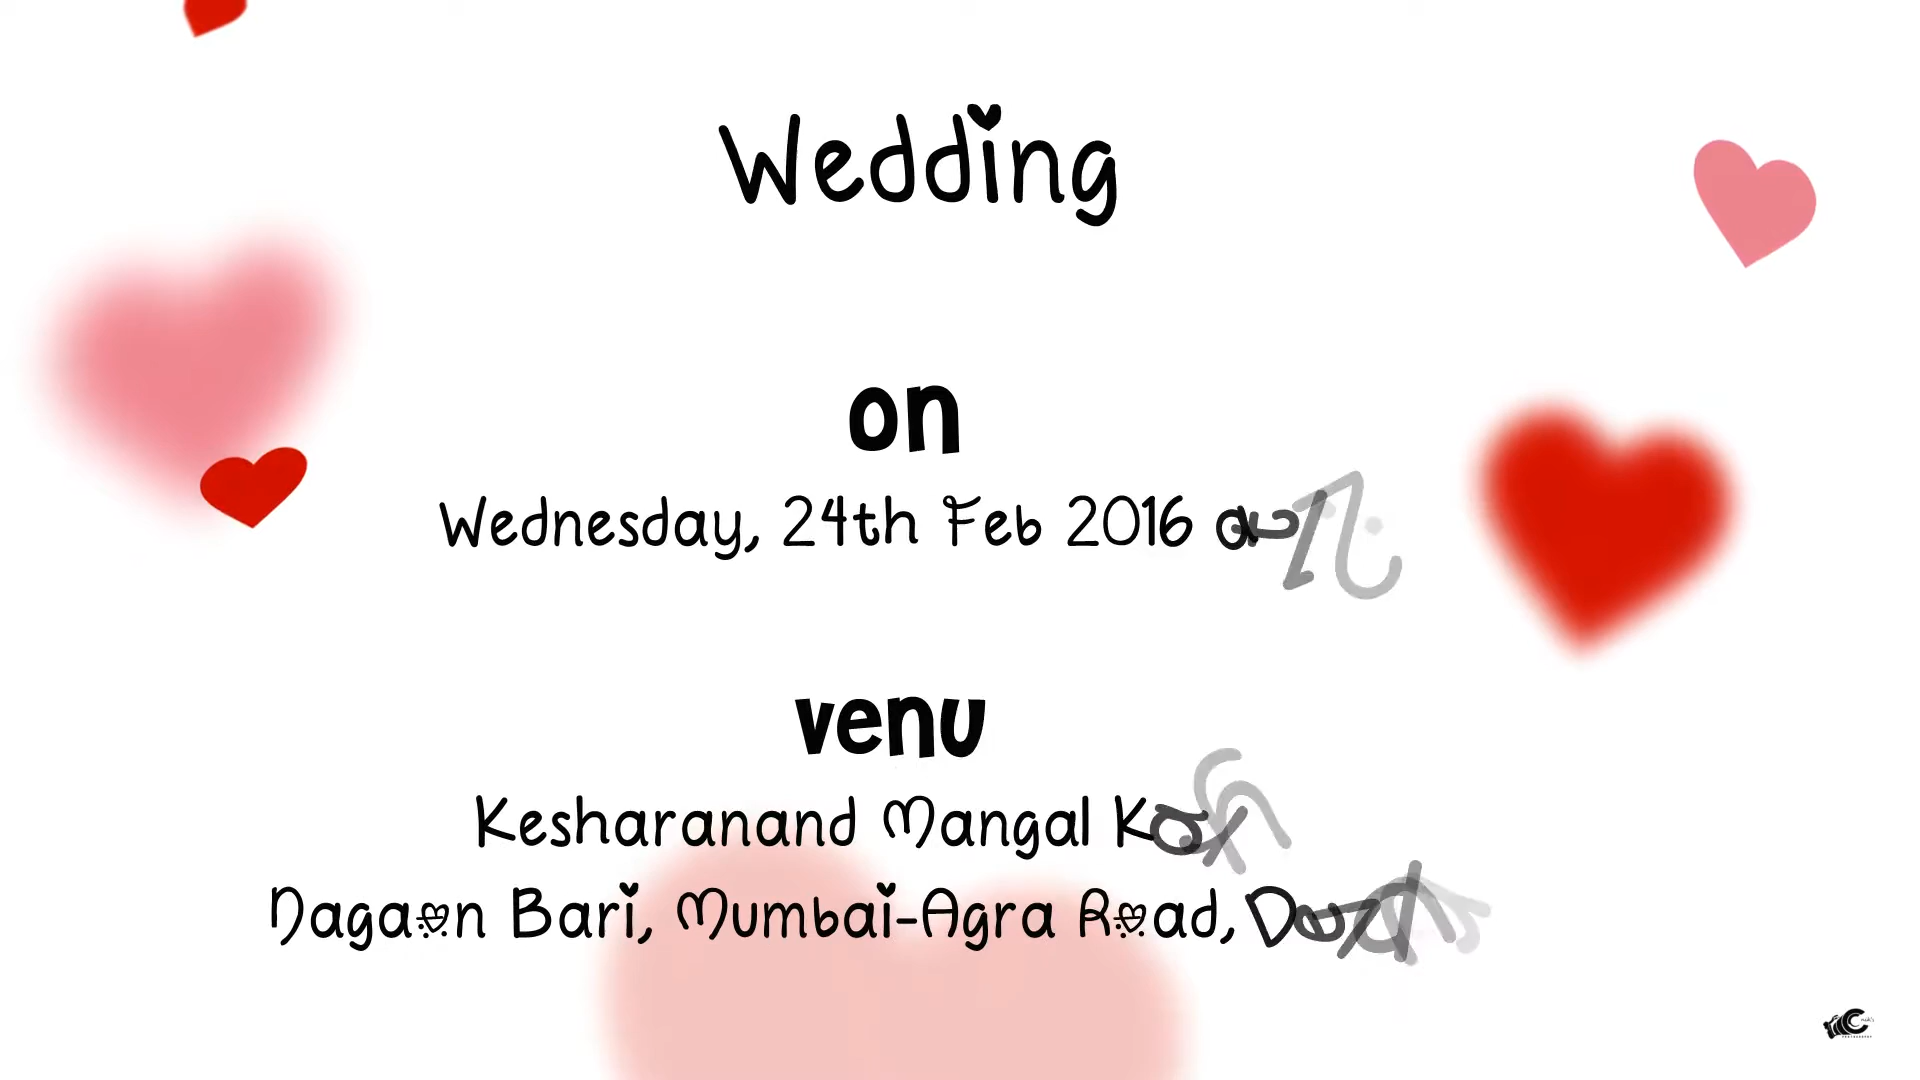 Wedding
on
Wednesday, 24th Feb 2016
venu
Kesharanand Mangal
Nagaon Bari, Mumbai-Agra Road,